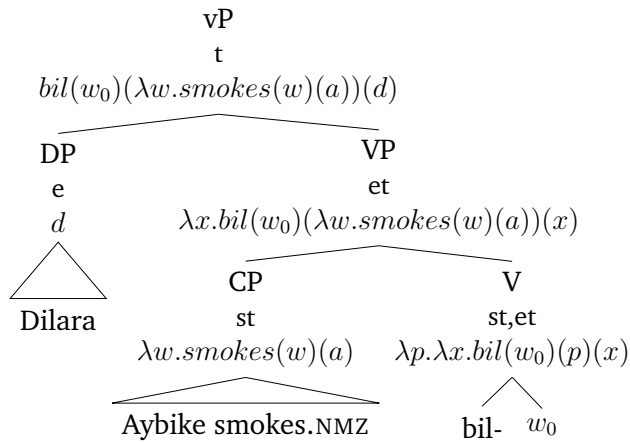 vP
t
bil(w₀)(λw.smokes(w)(a))(d)
DP VP
e et
d λx.bil(w₀)(λw.smokes(w)(a))(x)
CP V
Dilara st st,et
λw.smokes(w)(a) λp.λx.bil(w₀)(p)(x)
Aybike smokes.NMZ bil- w₀